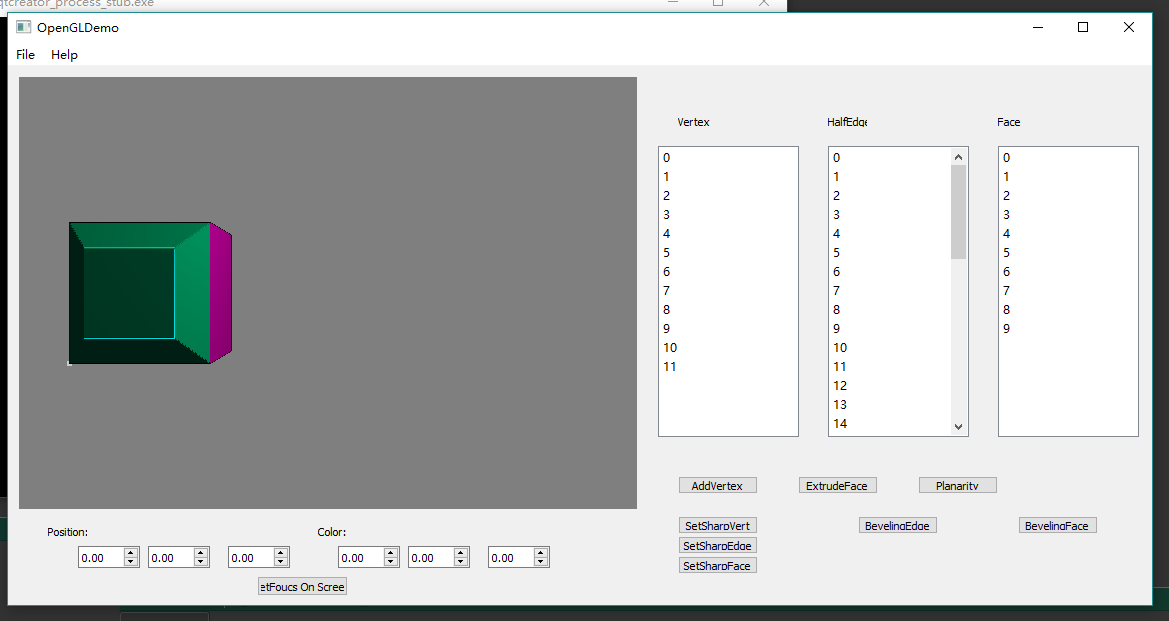 qtcreator_process_stub.exe
OpenGLDemo
File Help
Vertex HalfEdge Face
0 0 0
1 1 1
2 2 2
3 3 3
4 4 4
5 5 5
6 6 6
7 7 7
8 8 8
9 9 9
10 10
11 11
12
13
14
AddVertex ExtrudeFace Planarity
SetSharpVert BevelingEdge BevelingFace
SetSharpEdge
SetSharpFace
Position: Color:
0.00 0.00 0.00 0.00 0.00 0.00
etFoucs On Scree